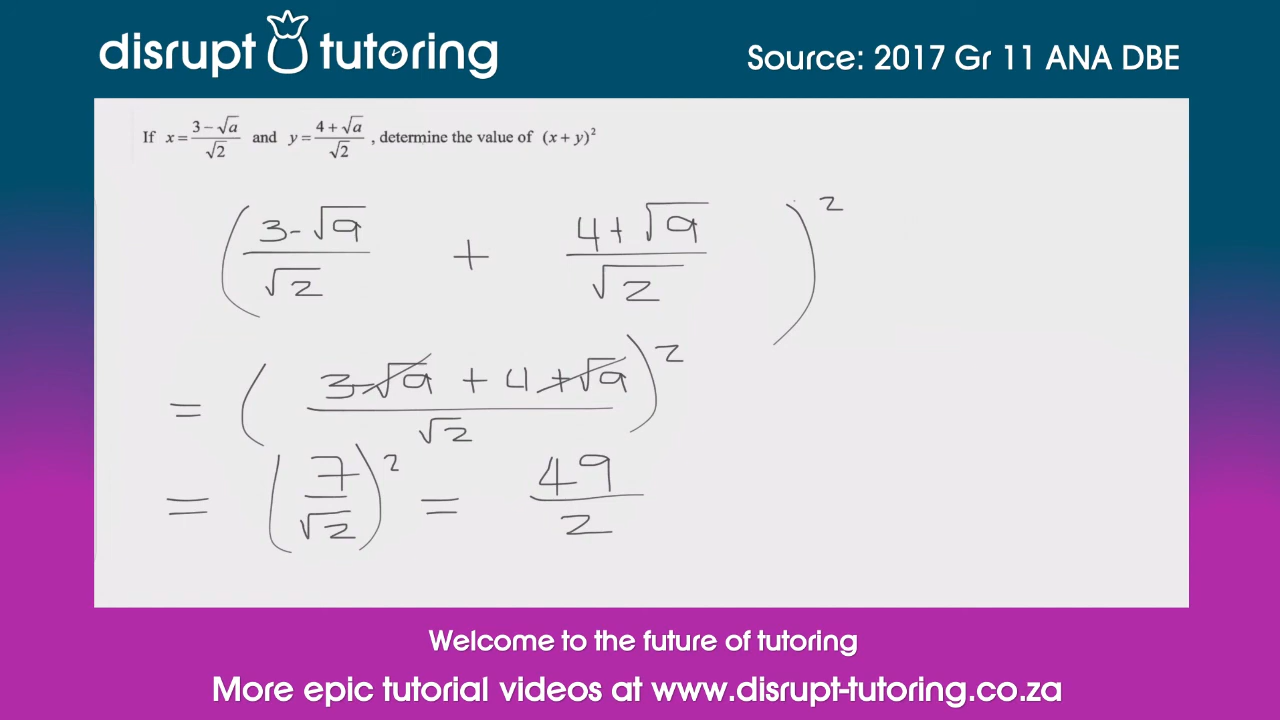 disrupt tutoring
Source: 2017 Gr 11 ANA DBE
If x = (3 − √a)/√2 and y = (4 + √a)/√2 , determine the value of (x + y)²
((3 - √a)/√2 + (4 + √a)/√2)²
= ((3 - √a + 4 + √a)/√2)²
= (7/√2)² = 49/2
Welcome to the future of tutoring
More epic tutorial videos at www.disrupt-tutoring.co.za